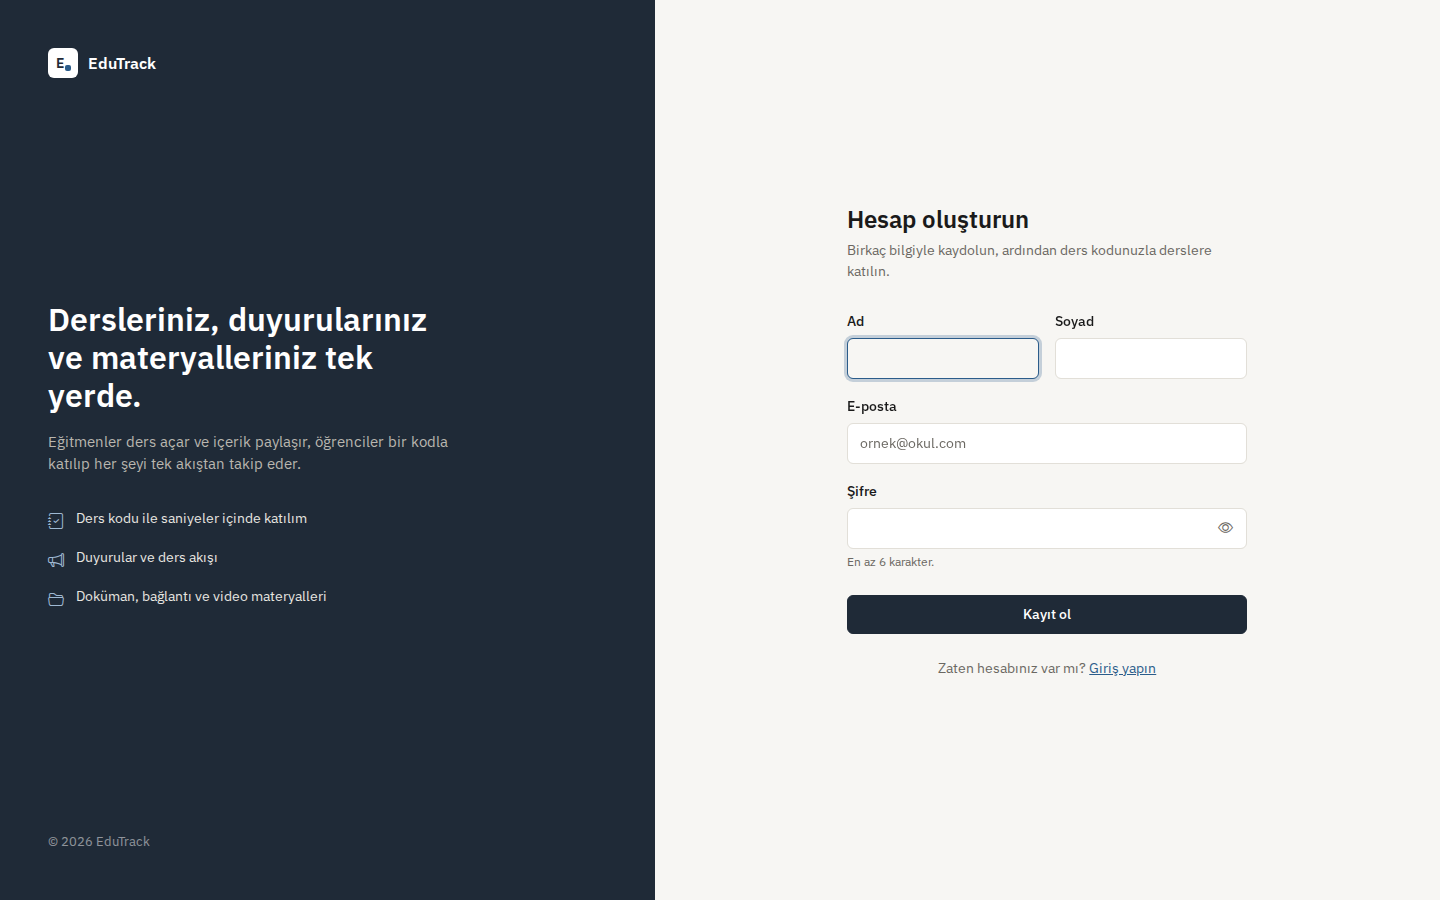 E.
EduTrack
Dersleriniz, duyurularınız
ve materyalleriniz tek
yerde.
Eğitmenler ders açar ve içerik paylaşır, öğrenciler bir kodla
katılıp her şeyi tek akıştan takip eder.
Ders kodu ile saniyeler içinde katılım
Duyurular ve ders akışı
Doküman, bağlantı ve video materyalleri
© 2026 EduTrack
Hesap oluşturun
Birkaç bilgiyle kaydolun, ardından ders kodunuzla derslere
katılın.
Ad
Soyad
E-posta
ornek@okul.com
Şifre
En az 6 karakter.
Kayıt ol
Zaten hesabınız var mı? Giriş yapın